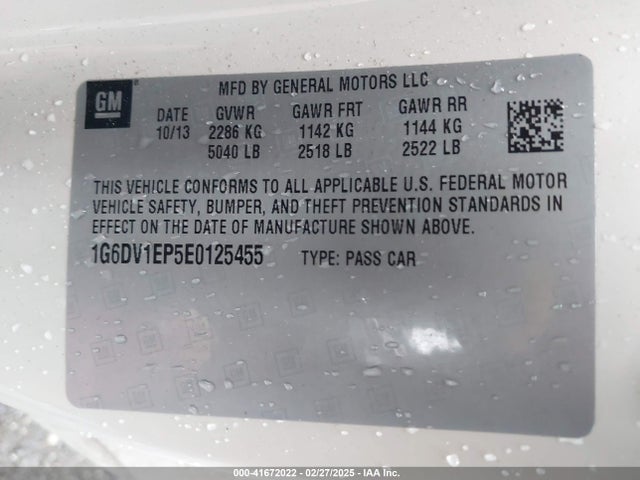 GM
MFD BY GENERAL MOTORS LLC
DATE GVWR GAWR FRT GAWR RR
10/13 2286 KG 1142 KG 1144 KG
5040 LB 2518 LB 2522 LB
THIS VEHICLE CONFORMS TO ALL APPLICABLE U.S. FEDERAL MOTOR
VEHICLE SAFETY, BUMPER, AND THEFT PREVENTION STANDARDS IN
EFFECT ON THE DATE OF MANUFACTURE SHOWN ABOVE.
1G6DV1EP5E0125455 TYPE: PASS CAR
000-41672022 - 02/27/2025 - IAA Inc.